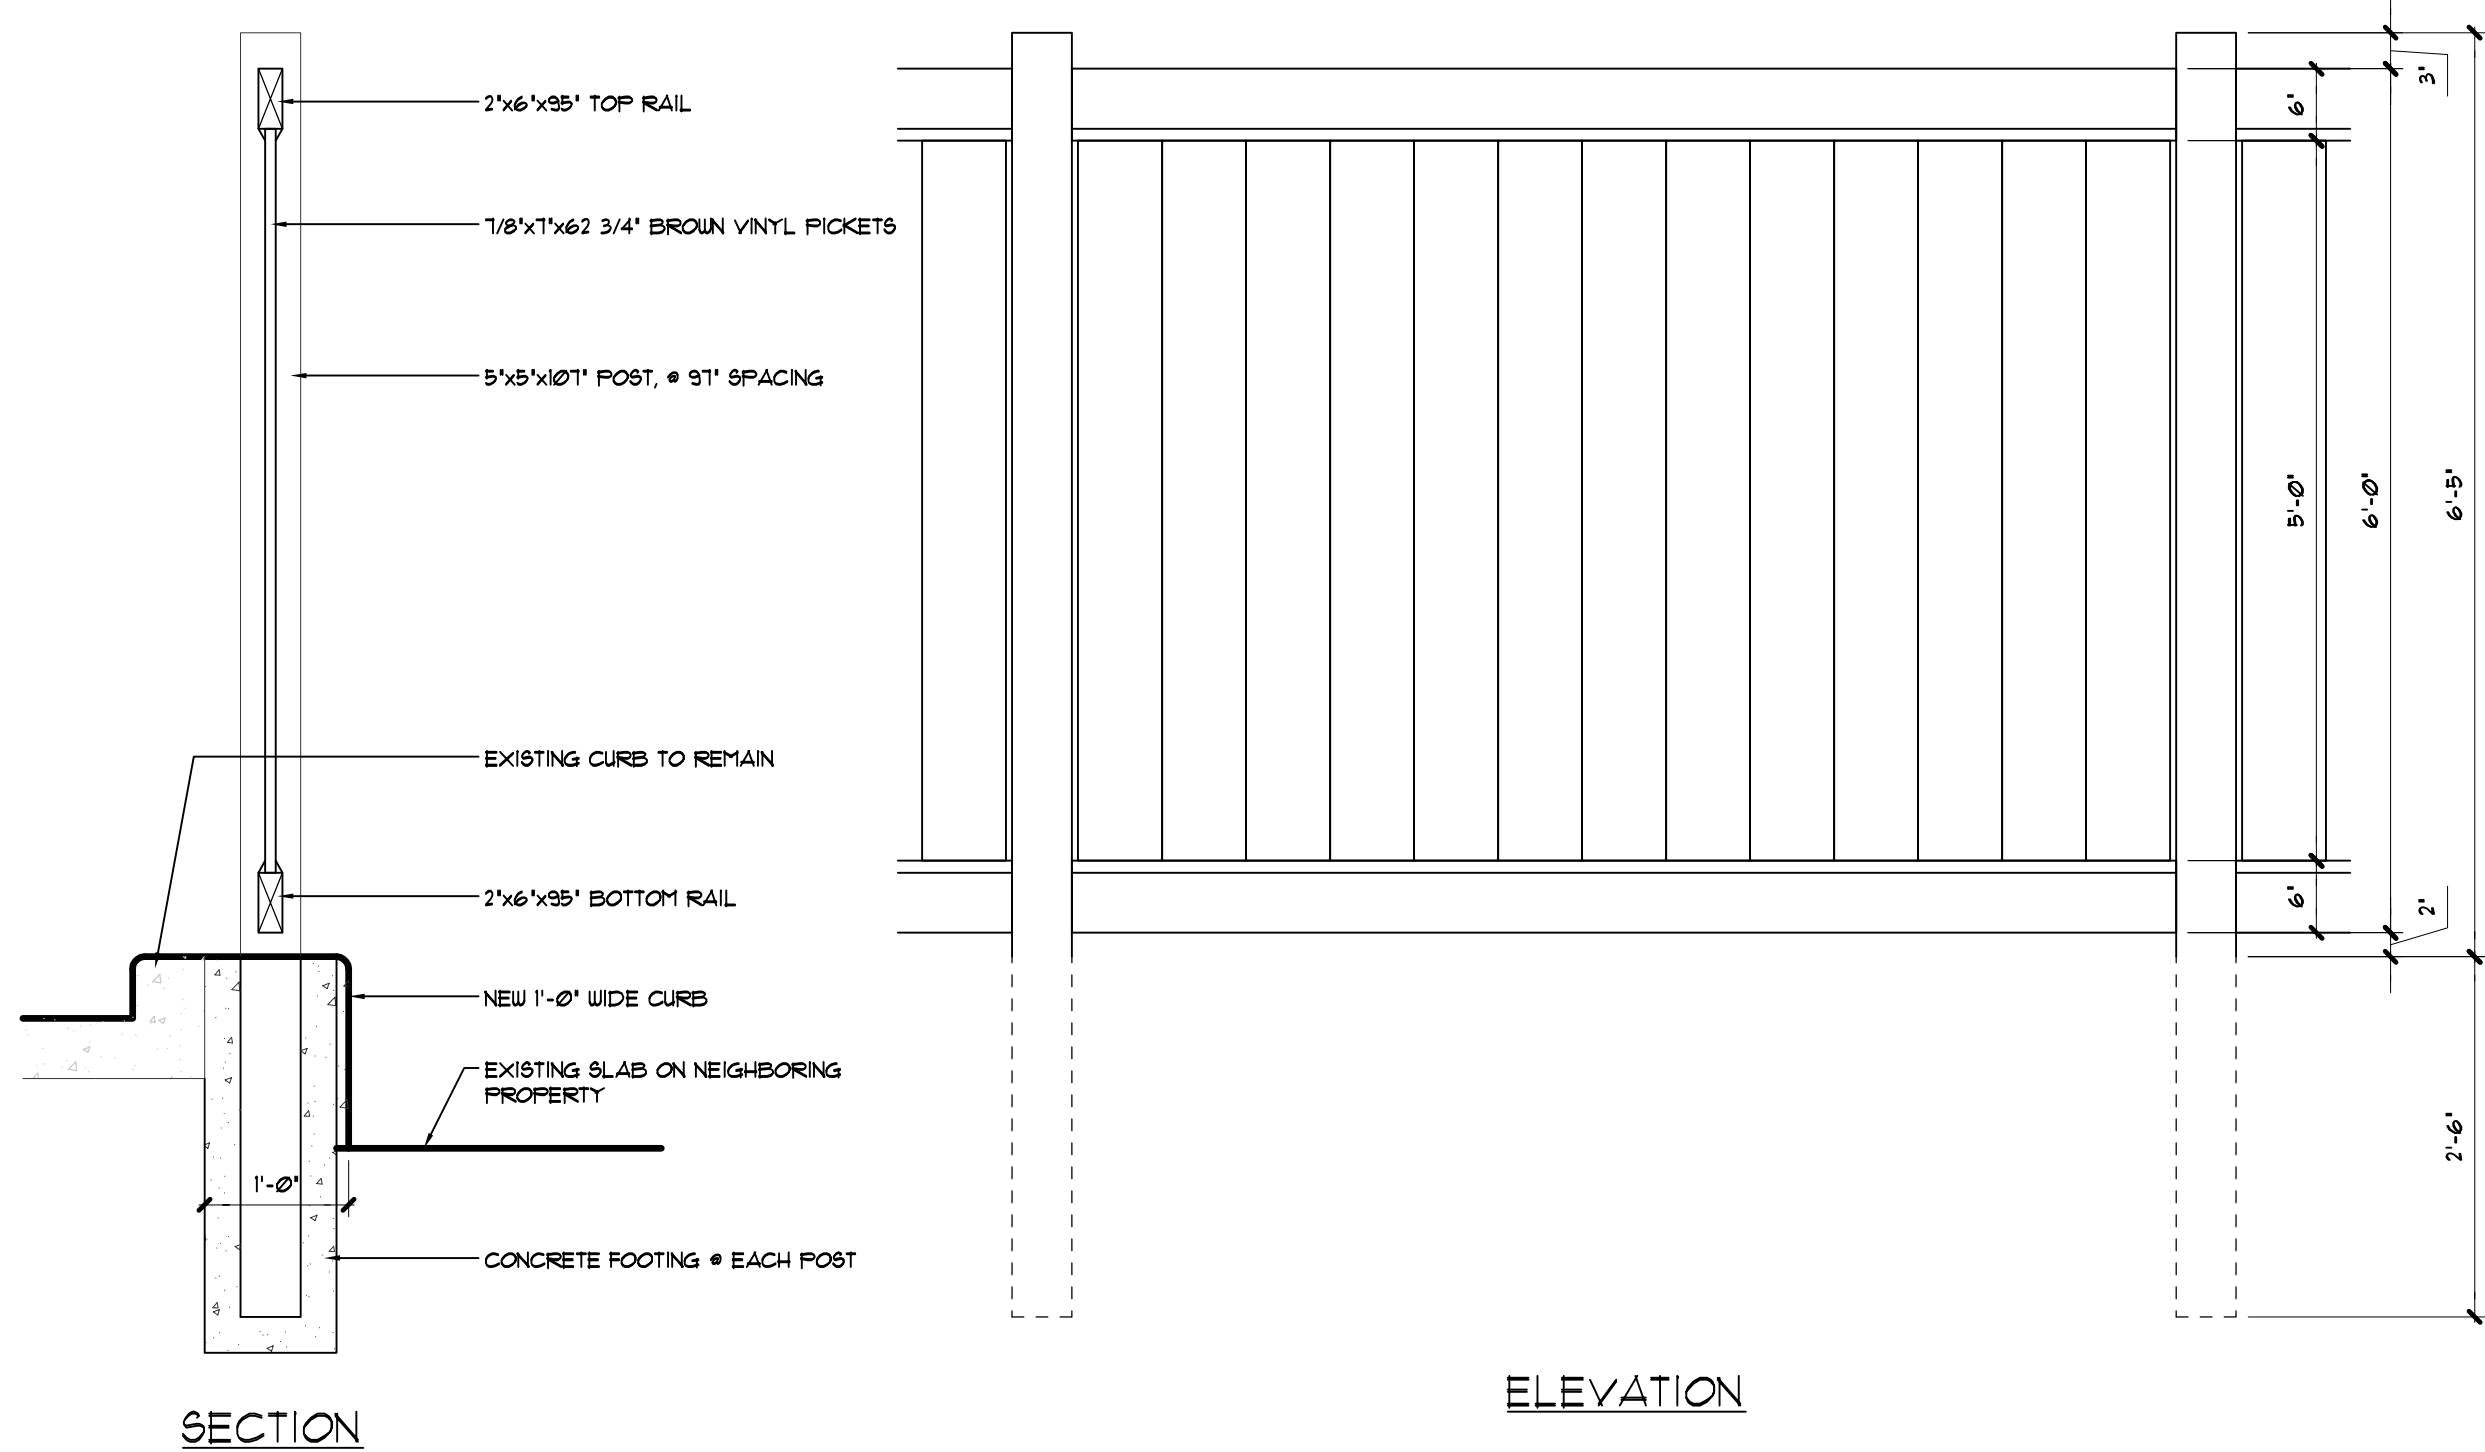 2"x6"x95" TOP RAIL
7/8"x7"x62 3/4" BROWN VINYL PICKETS
5"x5"x107" POST, @ 97" SPACING
EXISTING CURB TO REMAIN
2"x6"x95" BOTTOM RAIL
NEW 1'-0" WIDE CURB
EXISTING SLAB ON NEIGHBORING
PROPERTY
1'-0"
CONCRETE FOOTING @ EACH POST
SECTION
3"
6"
5'-0"
6'-0"
6'-5"
6"
2"
2'-6"
ELEVATION